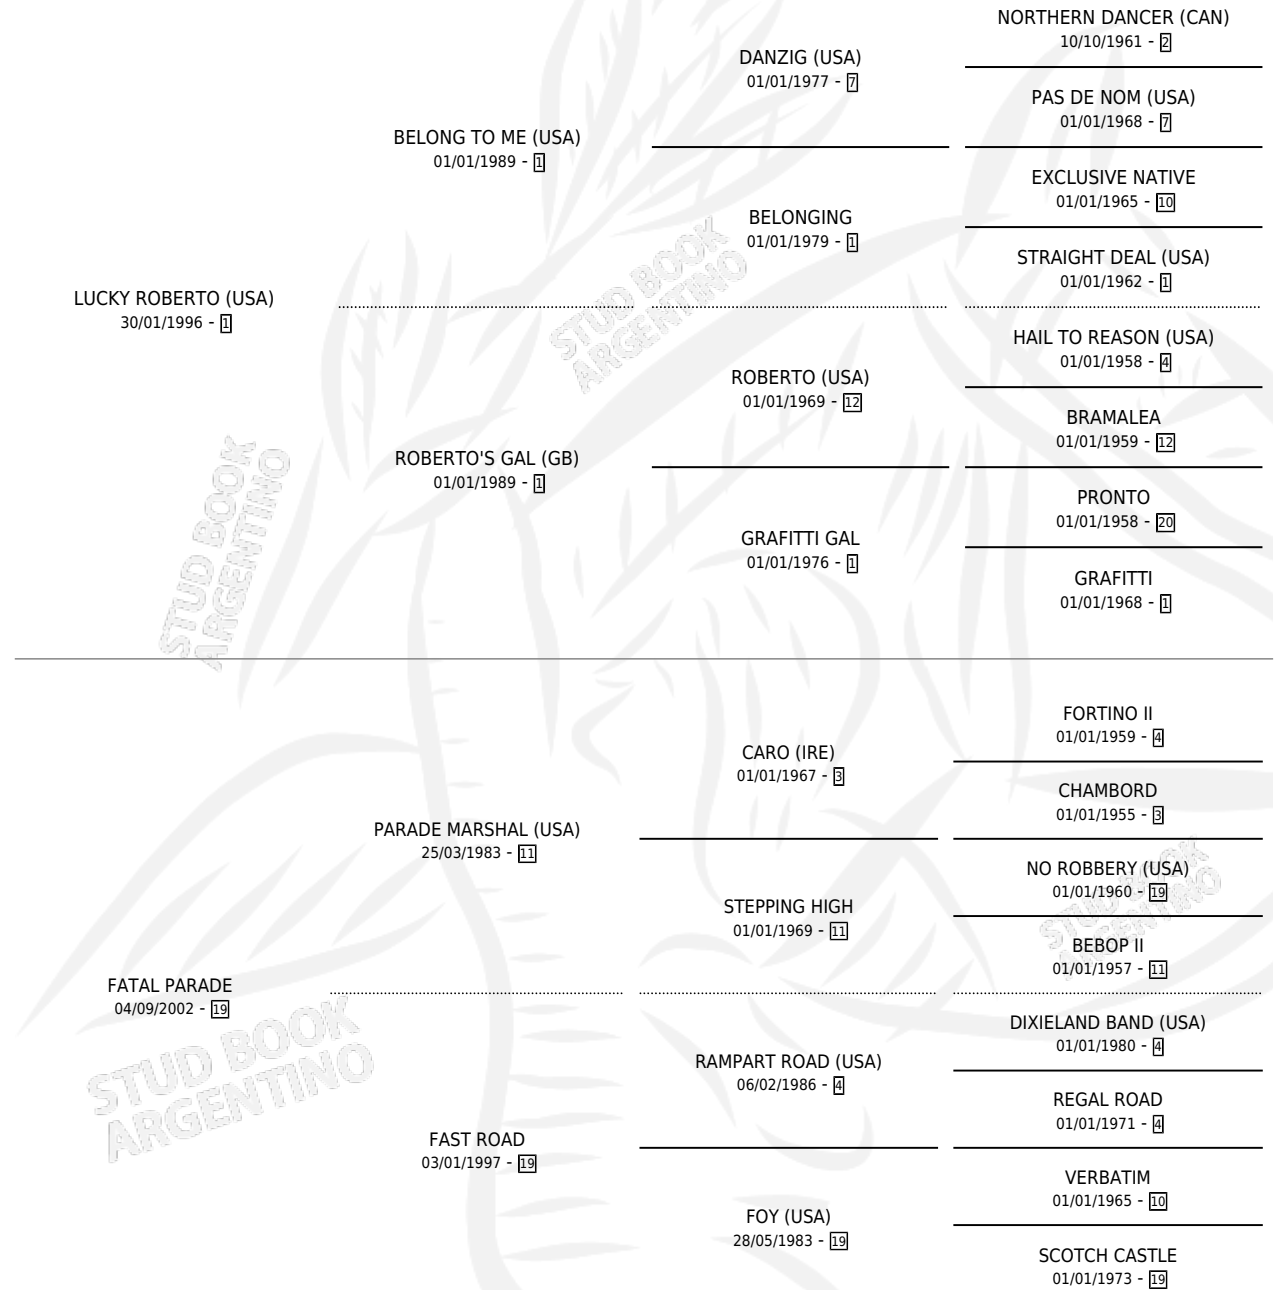 NORTHERN DANCER (CAN)
10/10/1961 - 2
DANZIG (USA)
01/01/1977 - 7
PAS DE NOM (USA)
01/01/1968 - 7
BELONG TO ME (USA)
01/01/1989 - 1
EXCLUSIVE NATIVE
01/01/1965 - 10
BELONGING
01/01/1979 - 1
STRAIGHT DEAL (USA)
01/01/1962 - 1
LUCKY ROBERTO (USA)
30/01/1996 - 1
HAIL TO REASON (USA)
01/01/1958 - 4
ROBERTO (USA)
01/01/1969 - 12
BRAMALEA
01/01/1959 - 12
ROBERTO'S GAL (GB)
01/01/1989 - 1
PRONTO
01/01/1958 - 20
GRAFITTI GAL
01/01/1976 - 1
GRAFITTI
01/01/1968 - 1
STUD BOOK
ARGENTINO
STUD BOOK
ARGENTINO
FORTINO II
01/01/1959 - 4
CARO (IRE)
01/01/1967 - 3
CHAMBORD
01/01/1955 - 3
PARADE MARSHAL (USA)
25/03/1983 - 11
NO ROBBERY (USA)
01/01/1960 - 19
STEPPING HIGH
01/01/1969 - 11
BEBOP II
01/01/1957 - 11
STUD BOOK
ARGENTINO
FATAL PARADE
04/09/2002 - 19
DIXIELAND BAND (USA)
01/01/1980 - 4
RAMPART ROAD (USA)
06/02/1986 - 4
REGAL ROAD
01/01/1971 - 4
STUD BOOK
ARGENTINO
FAST ROAD
03/01/1997 - 19
VERBATIM
01/01/1965 - 10
FOY (USA)
28/05/1983 - 19
SCOTCH CASTLE
01/01/1973 - 19